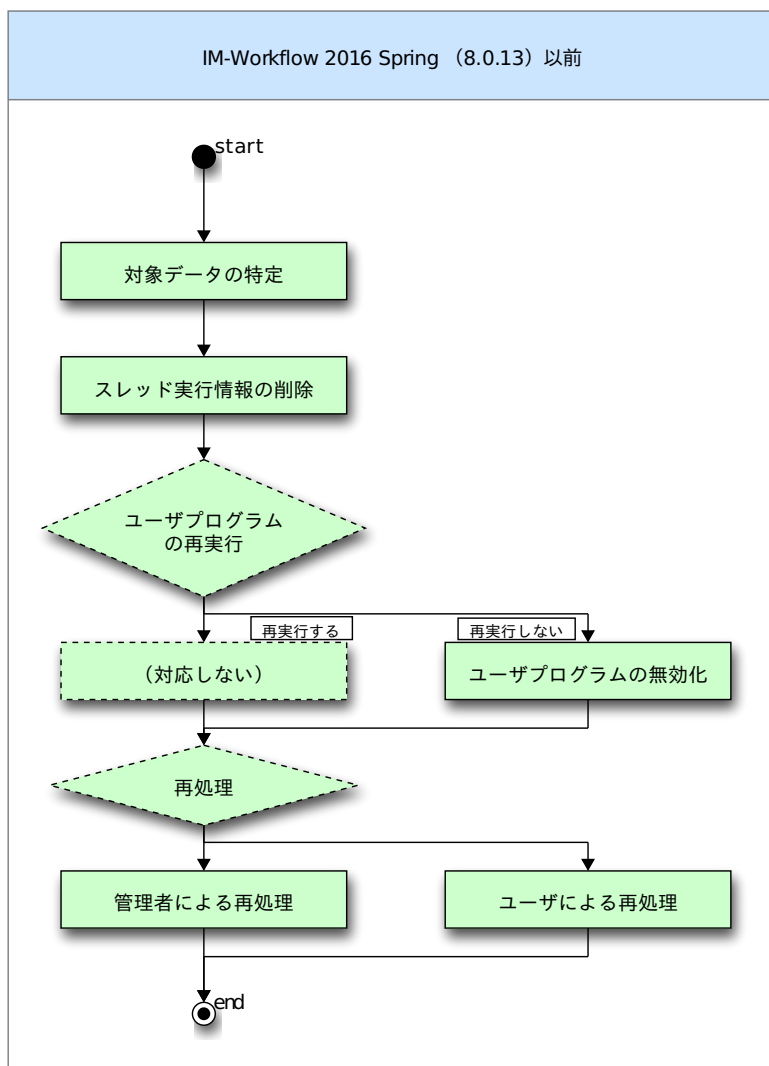 IM-Workflow 2016 Spring （8.0.13）以前
start
対象データの特定
スレッド実行情報の削除
ユーザプログラム
の再実行
再実行する
再実行しない
（対応しない）
ユーザプログラムの無効化
再処理
管理者による再処理
ユーザによる再処理
end